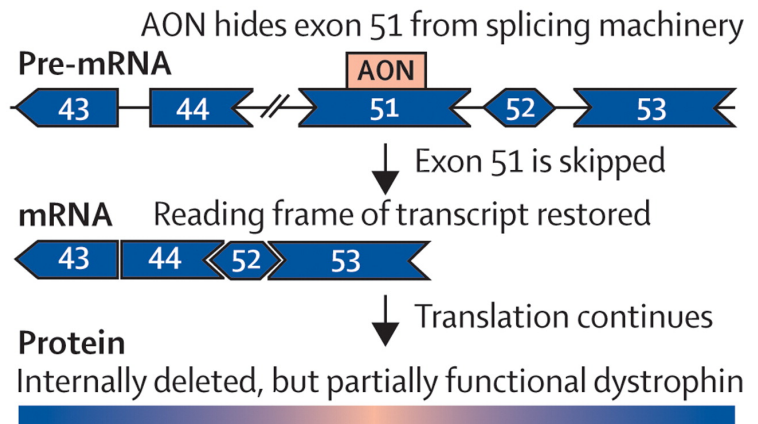 AON hides exon 51 from splicing machinery
Pre-mRNA
AON
43 44 51 52 53
Exon 51 is skipped
mRNA Reading frame of transcript restored
43 44 52 53
Translation continues
Protein
Internally deleted, but partially functional dystrophin